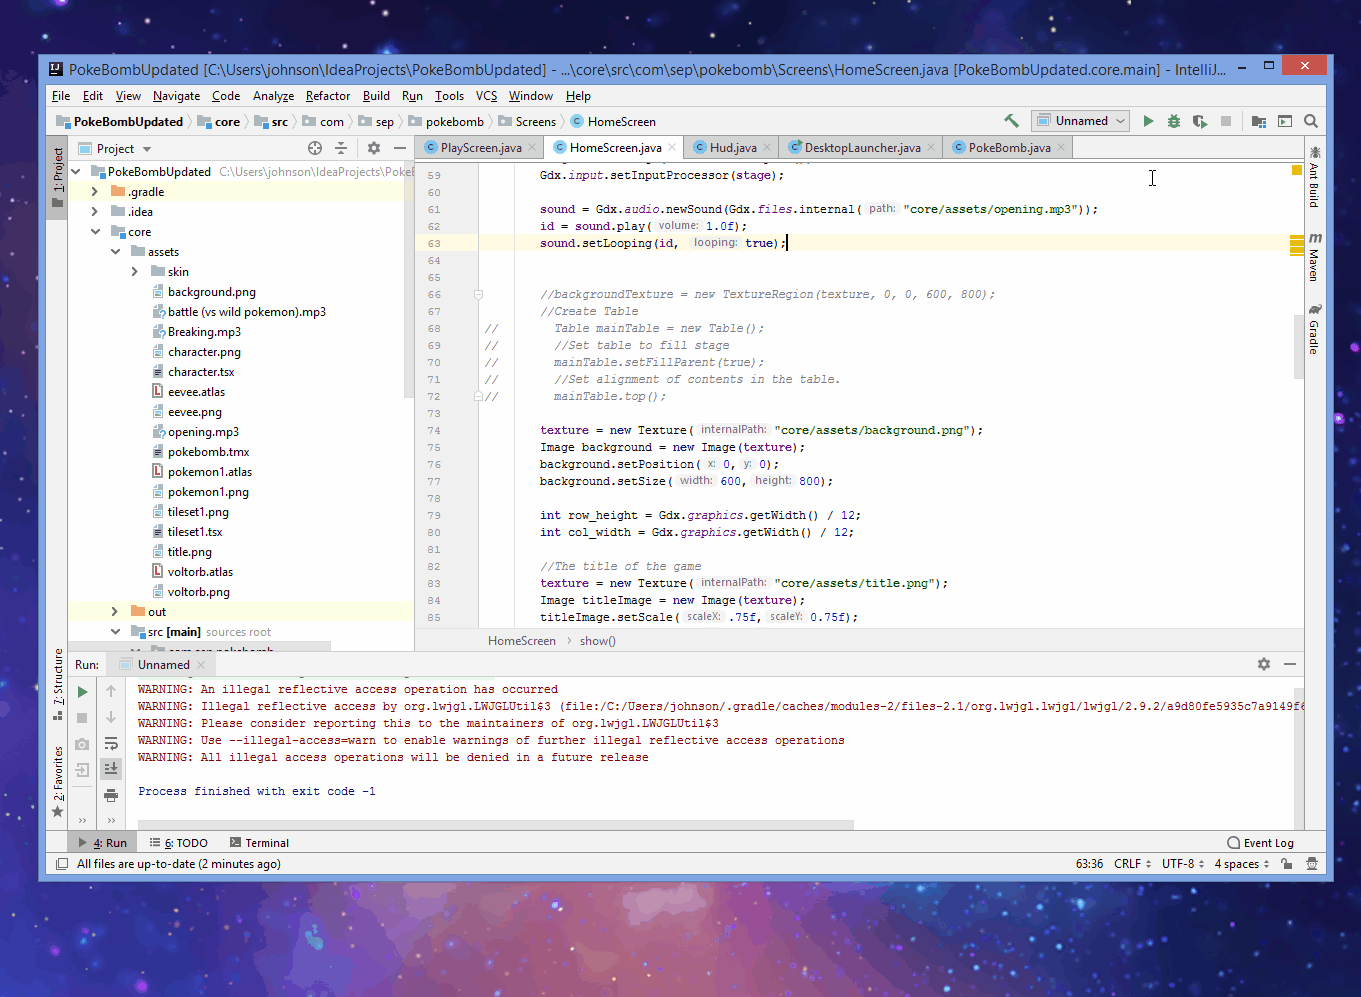 PokeBombUpdated [C:\Users\johnson\IdeaProjects\PokeBombUpdated] - ...\core\src\com\sep\pokebomb\Screens\HomeScreen.java [PokeBombUpdated.core.main] - IntelliJ...
File Edit View Navigate Code Analyze Refactor Build Run Tools VCS Window Help
PokeBombUpdated core src com sep pokebomb Screens HomeScreen Unnamed
Project
PlayScreen.java HomeScreen.java Hud.java DesktopLauncher.java PokeBomb.java
1: Project
7: Structure
2: Favorites
PokeBombUpdated C:\Users\johnson\IdeaProjects\PokeB
.gradle
.idea
core
assets
skin
background.png
battle (vs wild pokemon).mp3
Breaking.mp3
character.png
character.tsx
eevee.atlas
eevee.png
opening.mp3
pokebomb.tmx
pokemon1.atlas
pokemon1.png
tileset1.png
tileset1.tsx
title.png
voltorb.atlas
voltorb.png
out
src [main] sources root
59 Gdx.input.setInputProcessor(stage);
60
61 sound = Gdx.audio.newSound(Gdx.files.internal( path: "core/assets/opening.mp3"));
62 id = sound.play( volume: 1.0f);
63 sound.setLooping(id, looping: true);
64
65
66 //backgroundTexture = new TextureRegion(texture, 0, 0, 600, 800);
67 //Create Table
68 // Table mainTable = new Table();
69 // //Set table to fill stage
70 // mainTable.setFillParent(true);
71 // //Set alignment of contents in the table.
72 // mainTable.top();
73
74 texture = new Texture( internalPath: "core/assets/background.png");
75 Image background = new Image(texture);
76 background.setPosition( x: 0, y: 0);
77 background.setSize( width: 600, height: 800);
78
79 int row_height = Gdx.graphics.getWidth() / 12;
80 int col_width = Gdx.graphics.getWidth() / 12;
81
82 //The title of the game
83 texture = new Texture( internalPath: "core/assets/title.png");
84 Image titleImage = new Image(texture);
85 titleImage.setScale( scaleX: .75f, scaleY: 0.75f);
HomeScreen show()
Ant Build
Maven
Gradle
Run: Unnamed
WARNING: An illegal reflective access operation has occurred
WARNING: Illegal reflective access by org.lwjgl.LWJGLUtil$3 (file:/C:/Users/johnson/.gradle/caches/modules-2/files-2.1/org.lwjgl.lwjgl/lwjgl/2.9.2/a9d80fe5935c7a9149f6
WARNING: Please consider reporting this to the maintainers of org.lwjgl.LWJGLUtil$3
WARNING: Use --illegal-access=warn to enable warnings of further illegal reflective access operations
WARNING: All illegal access operations will be denied in a future release
Process finished with exit code -1
4: Run 6: TODO Terminal Event Log
All files are up-to-date (2 minutes ago) 63:36 CRLF UTF-8 4 spaces